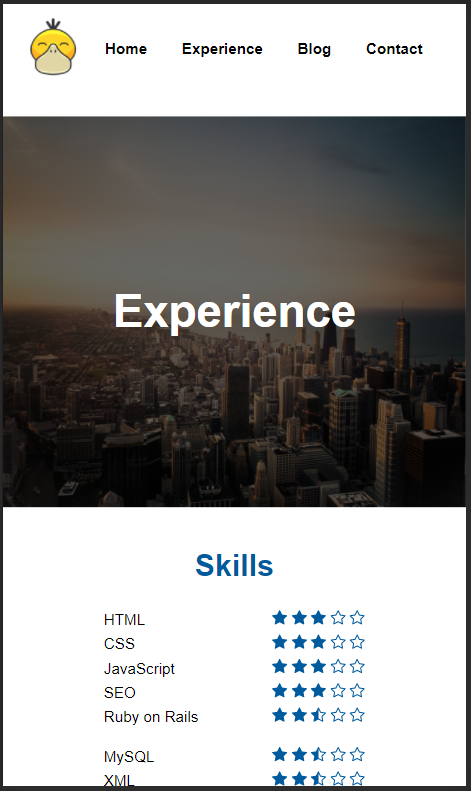 Home Experience Blog Contact
Experience
Skills
HTML
CSS
JavaScript
SEO
Ruby on Rails
MySQL
XML